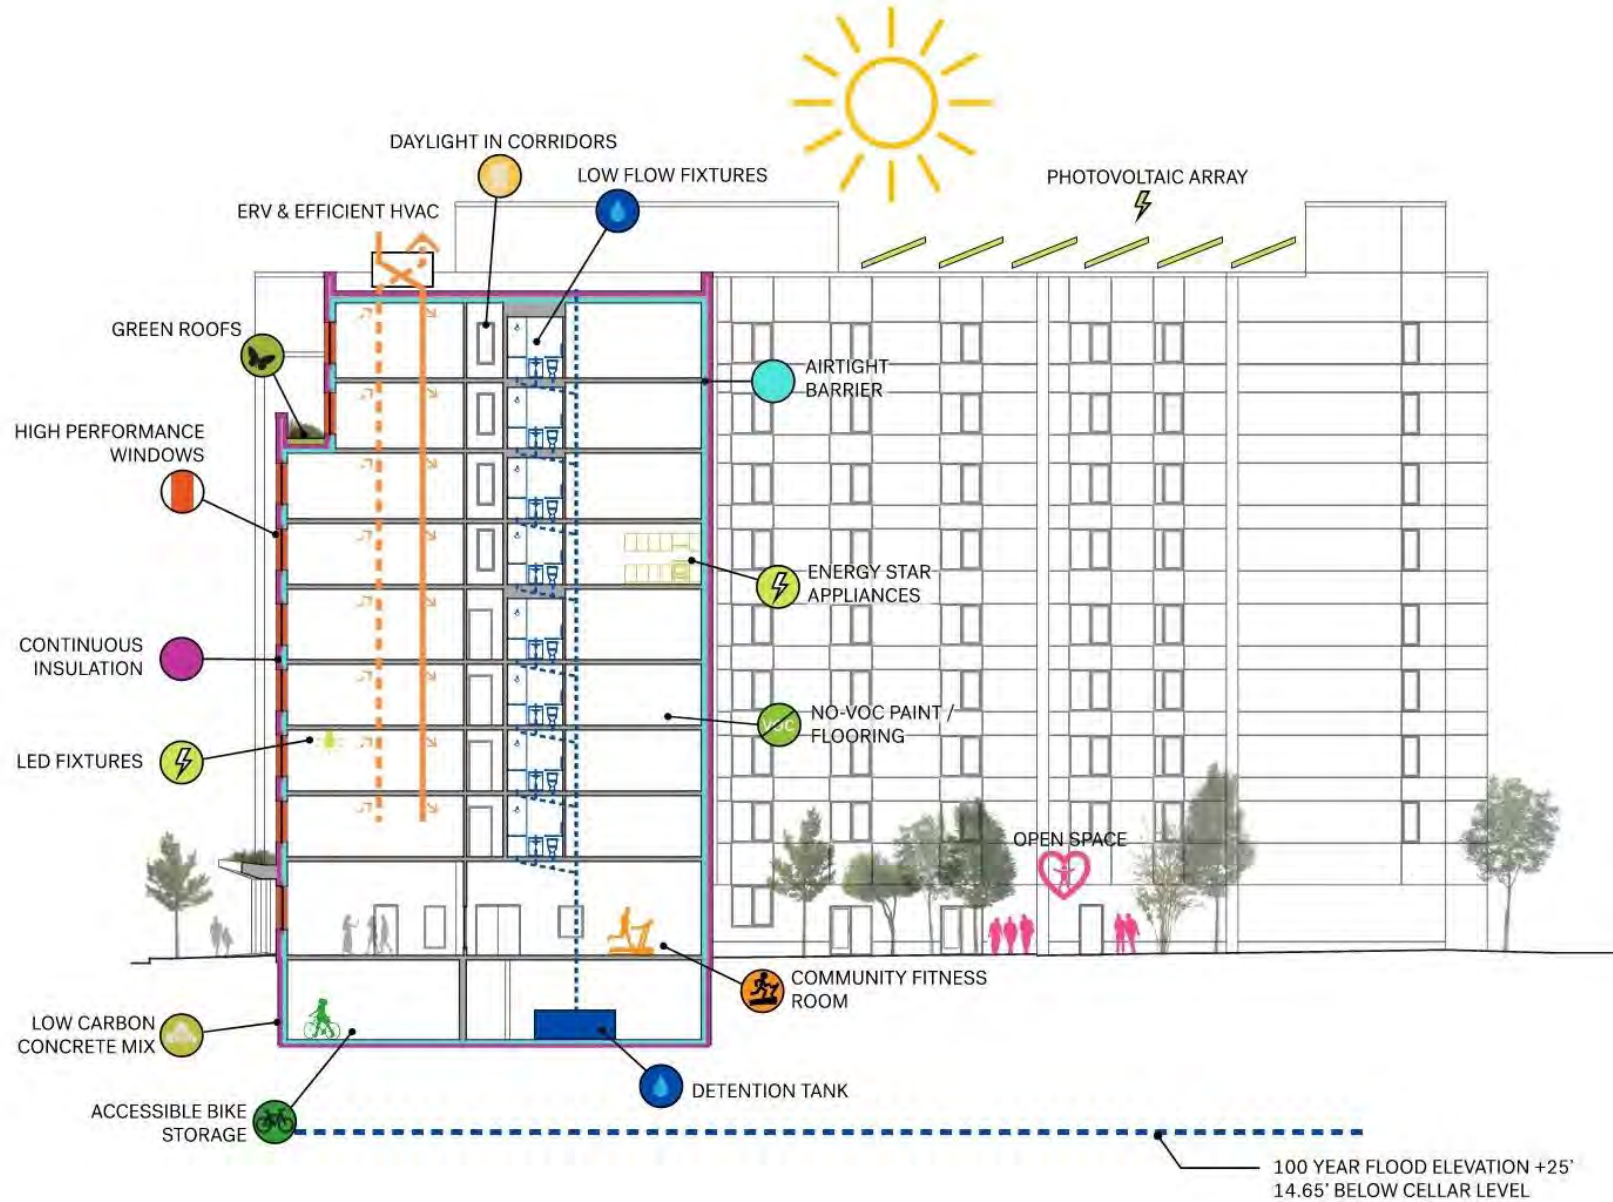 DAYLIGHT IN CORRIDORS
LOW FLOW FIXTURES
PHOTOVOLTAIC ARRAY
ERV & EFFICIENT HVAC
GREEN ROOFS
AIRTIGHT
BARRIER
HIGH PERFORMANCE
WINDOWS
ENERGY STAR
APPLIANCES
CONTINUOUS
INSULATION
VOC
NO-VOC PAINT /
FLOORING
LED FIXTURES
OPEN SPACE
COMMUNITY FITNESS
ROOM
LOW CARBON
CONCRETE MIX
DETENTION TANK
ACCESSIBLE BIKE
STORAGE
100 YEAR FLOOD ELEVATION +25'
14.65' BELOW CELLAR LEVEL